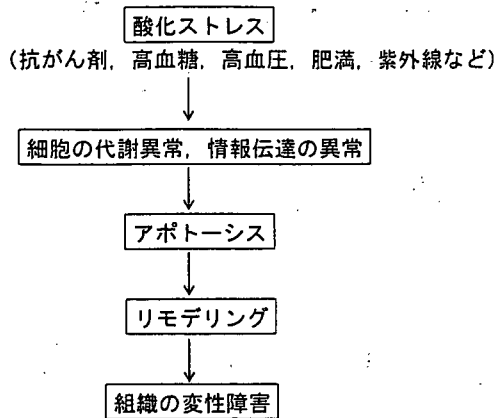 酸化ストレス
（抗がん剤，高血糖，高血圧，肥満，紫外線など）
細胞の代謝異常，情報伝達の異常
アポトーシス
リモデリング
組織の変性障害